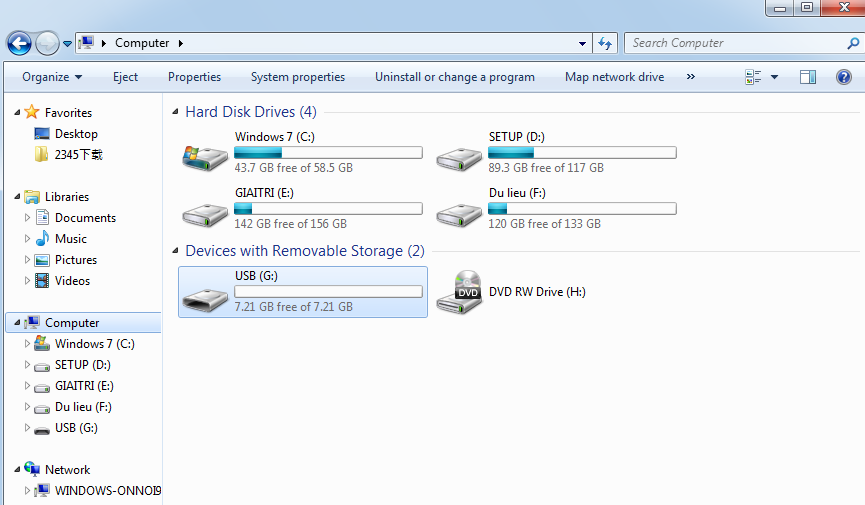 Computer
Search Computer
Organize Eject Properties System properties Uninstall or change a program Map network drive »
Favorites
Desktop
2345下载
Libraries
Documents
Music
Pictures
Videos
Computer
Windows 7 (C:)
SETUP (D:)
GIAITRI (E:)
Du lieu (F:)
USB (G:)
Network
WINDOWS-ONNOI9
Hard Disk Drives (4)
Windows 7 (C:)
43.7 GB free of 58.5 GB
SETUP (D:)
89.3 GB free of 117 GB
GIAITRI (E:)
142 GB free of 156 GB
Du lieu (F:)
120 GB free of 133 GB
Devices with Removable Storage (2)
USB (G:)
7.21 GB free of 7.21 GB
DVD
DVD RW Drive (H:)